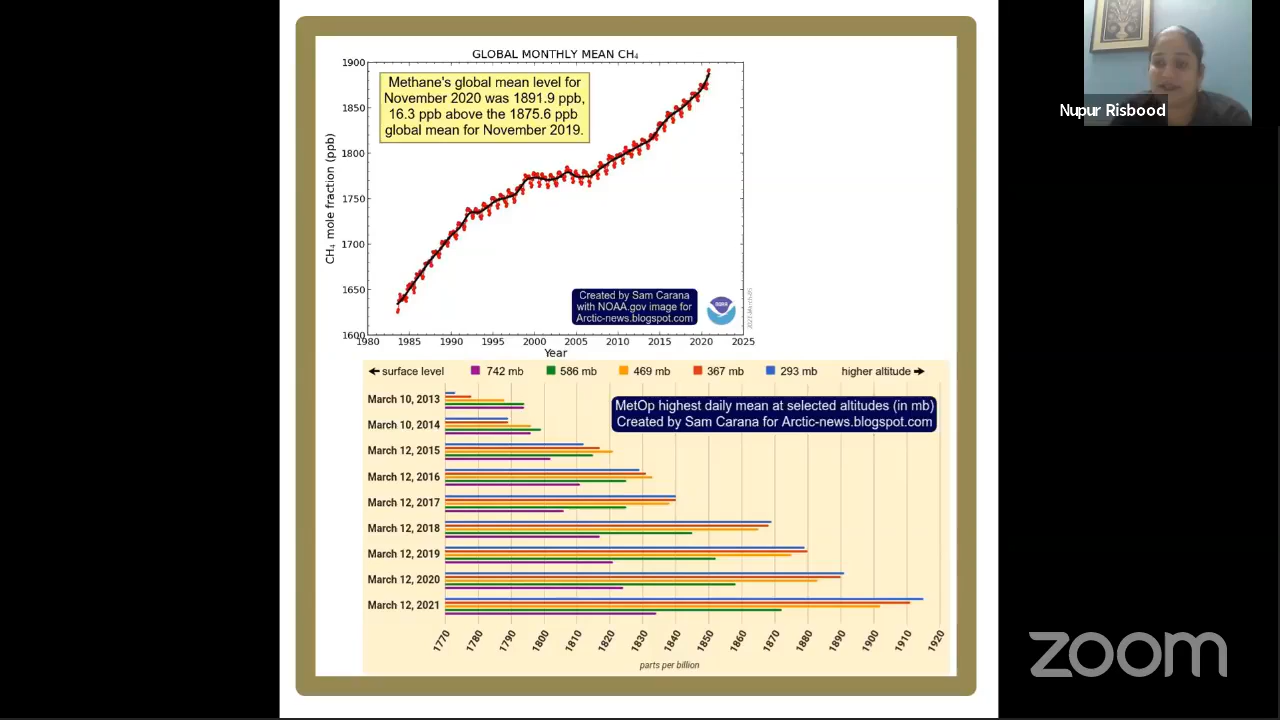 GLOBAL MONTHLY MEAN CH₄
1900
1850
1800
1750
1700
1650
1600
CH₄ mole fraction (ppb)
Methane's global mean level for
November 2020 was 1891.9 ppb,
16.3 ppb above the 1875.6 ppb
global mean for November 2019.
Created by Sam Carana
with NOAA.gov image for
Arctic-news.blogspot.com
NOAA
1980 1985 1990 1995 2000 2005 2010 2015 2020 2025
Year
surface level 742 mb 586 mb 469 mb 367 mb 293 mb higher altitude
MetOp highest daily mean at selected altitudes (in mb)
Created by Sam Carana for Arctic-news.blogspot.com
March 10, 2013
March 10, 2014
March 12, 2015
March 12, 2016
March 12, 2017
March 12, 2018
March 12, 2019
March 12, 2020
March 12, 2021
1770 1780 1790 1800 1810 1820 1830 1840 1850 1860 1870 1880 1890 1900 1910 1920
parts per billion
Nupur Risbood
zoom